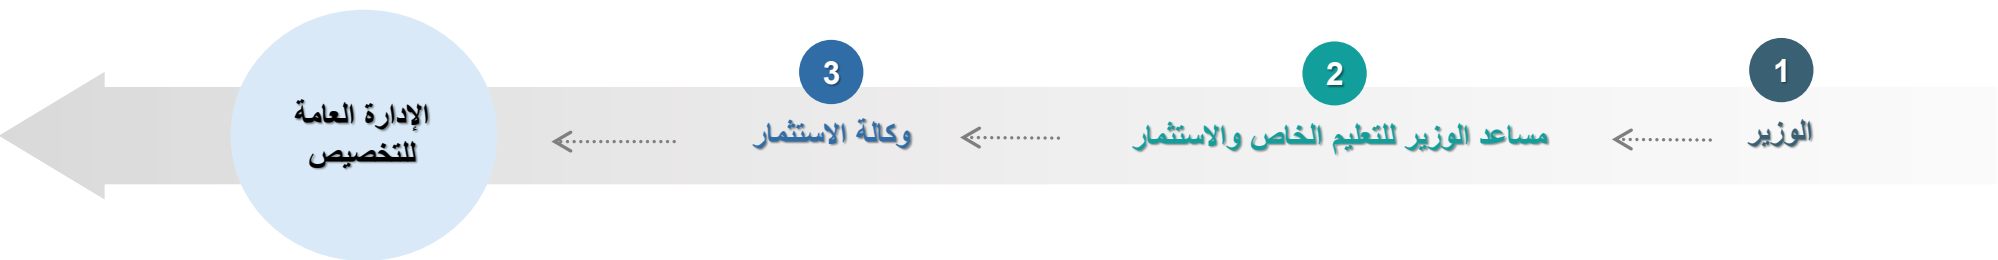 1
الوزير
2
مساعد الوزير للتعليم الخاص والاستثمار
3
وكالة الاستثمار
الإدارة العامة
للتخصيص